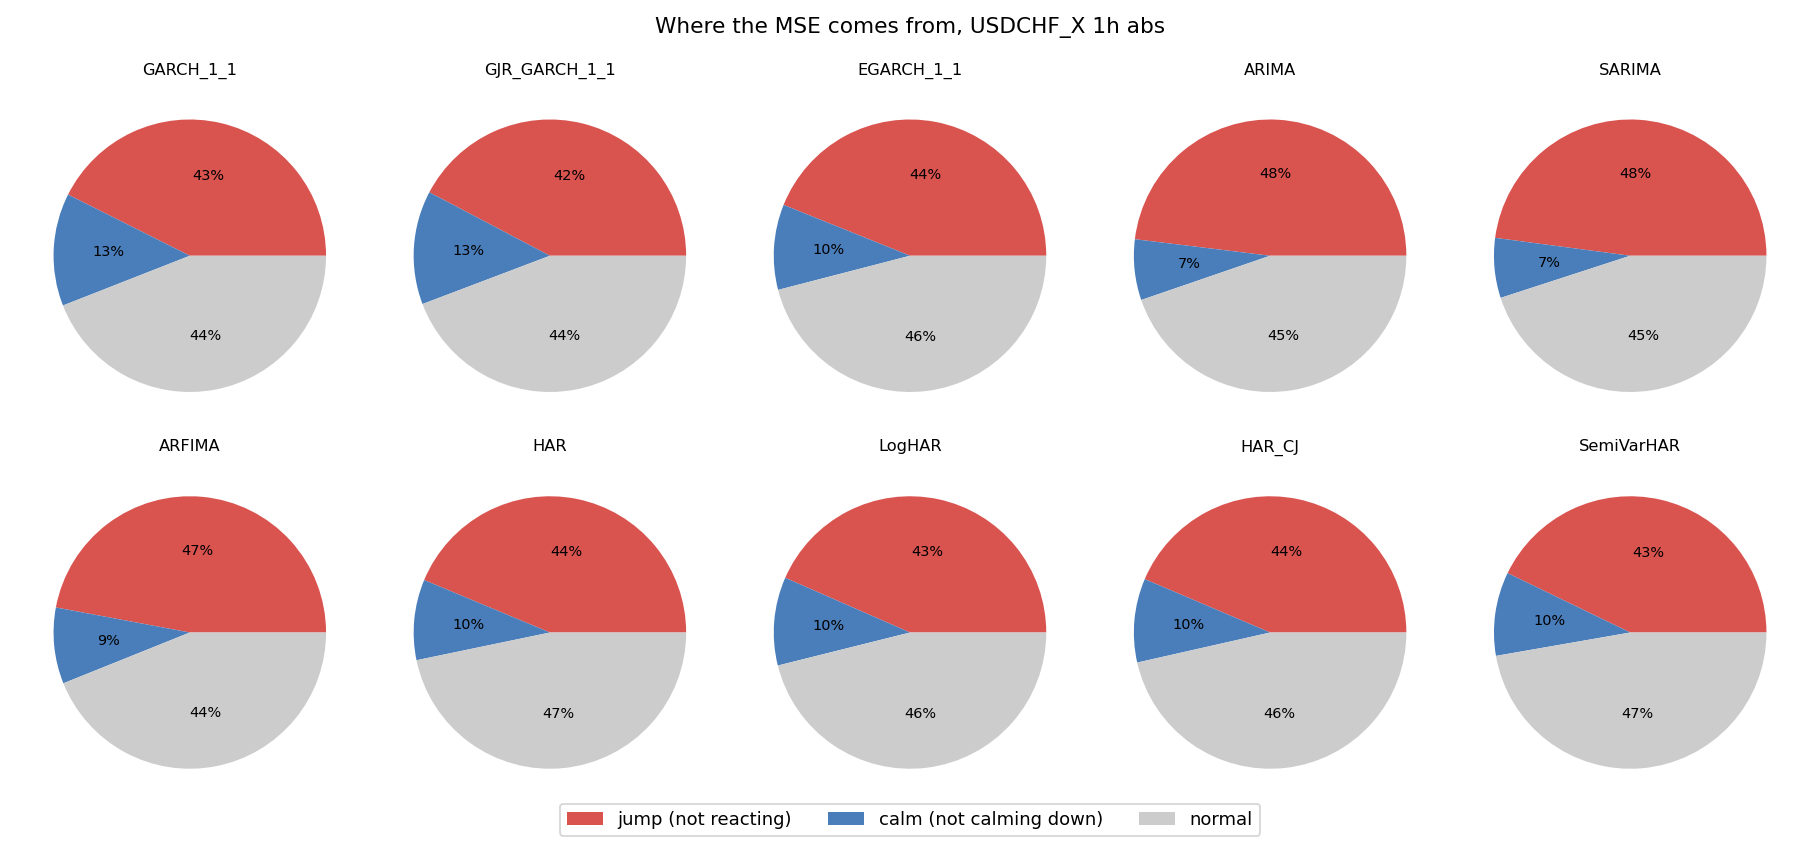 Where the MSE comes from, USDCHF_X 1h abs
GARCH_1_1
GJR_GARCH_1_1
EGARCH_1_1
ARIMA
SARIMA
43%
13%
44%
42%
13%
44%
44%
10%
46%
48%
7%
45%
48%
7%
45%
ARFIMA
HAR
LogHAR
HAR_CJ
SemiVarHAR
47%
9%
44%
44%
10%
47%
43%
10%
46%
44%
10%
46%
43%
10%
47%
jump (not reacting)
calm (not calming down)
normal